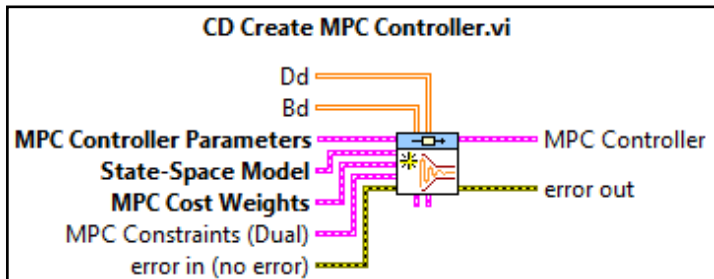 CD Create MPC Controller.vi
Dd
Bd
MPC Controller Parameters
State-Space Model
MPC Cost Weights
MPC Constraints (Dual)
error in (no error)
MPC Controller
error out